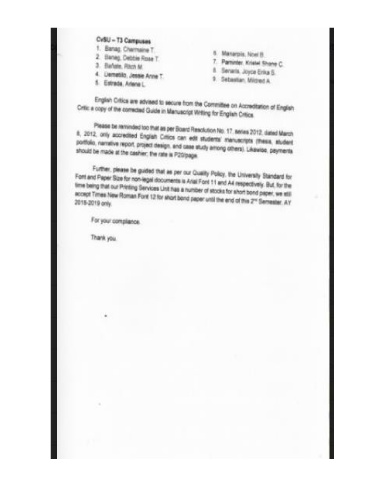 CvSU – T3 Campuses
1. Banag, Charmaine T.
2. Banag, Debbie Rose T.
3. Bañate, Ritch M.
4. Llamatillo, Jessie Anne T.
5. Estrada, Arlene L.
6. Manarpiis, Noel B.
7. Paminter, Kristel Shane C.
8. Senaris, Joyce Erika S.
9. Sebastian, Mildred A.
English Critics are advised to secure from the Committee on Accreditation of English
Critic a copy of the corrected Guide in Manuscript Writing for English Critics.
Please be reminded too that as per Board Resolution No. 17, series 2012, dated March
8, 2012, only accredited English Critics can edit students' manuscripts (thesis, student
portfolio, narrative report, project design, and case study among others). Likewise, payments
should be made at the cashier; the rate is P20/page.
Further, please be guided that as per our Quality Policy, the University Standard for
Font and Paper Size for non-legal documents is Arial Font 11 and A4 respectively. But, for the
time being that our Printing Services Unit has a number of stocks for short bond paper, we still
accept Times New Roman Font 12 for short bond paper until the end of this 2nd Semester, AY
2018-2019 only.
For your compliance.
Thank you.